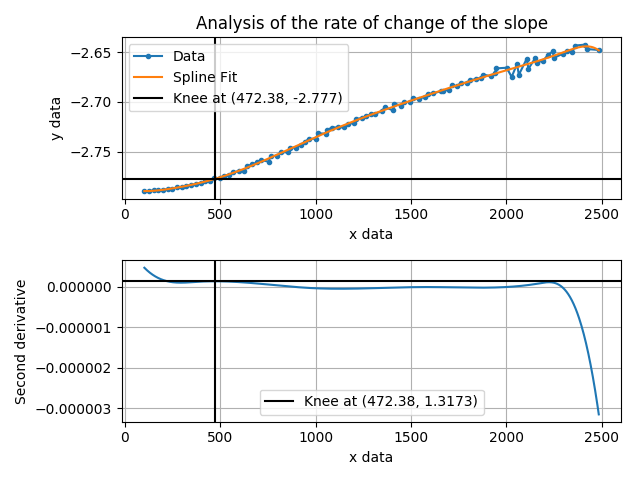 Analysis of the rate of change of the slope
Data
Spline Fit
Knee at (472.38, -2.777)
−2.65
−2.70
−2.75
y data
0
500
1000
1500
2000
2500
x data
0.000000
−0.000001
−0.000002
−0.000003
Second derivative
Knee at (472.38, 1.3173)
0
500
1000
1500
2000
2500
x data